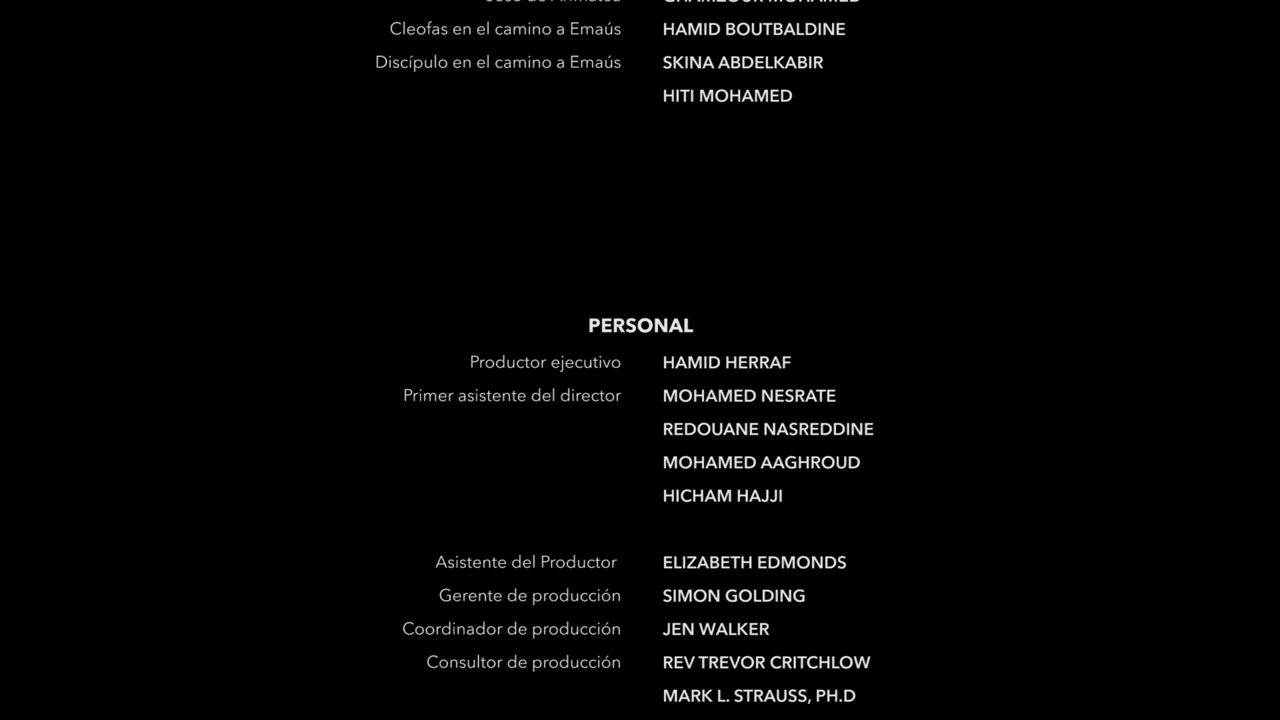 Cleofas en el camino a Emaús HAMID BOUTBALDINE
Discípulo en el camino a Emaús SKINA ABDELKABIR
HITI MOHAMED
PERSONAL
Productor ejecutivo HAMID HERRAF
Primer asistente del director MOHAMED NESRATE
REDOUANE NASREDDINE
MOHAMED AAGHROUD
HICHAM HAJJI
Asistente del Productor ELIZABETH EDMONDS
Gerente de producción SIMON GOLDING
Coordinador de producción JEN WALKER
Consultor de producción REV TREVOR CRITCHLOW
MARK L. STRAUSS, PH.D